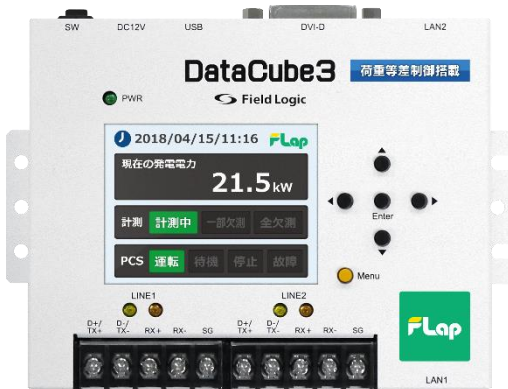 SW DC12V USB DVI-D LAN2
DataCube3 荷重等差制御搭載
PWR Field Logic
2018/04/15/11:16 FLap
現在の発電電力
21.5kW
計測 計測中 一部欠測 全欠測
PCS 運転 待機 停止 故障
Enter
Menu
LINE1 LINE2
D+/ D-/ D+/ D-/
TX+ TX- RX+ RX- SG TX+ TX- RX+ RX- SG
FLap
LAN1